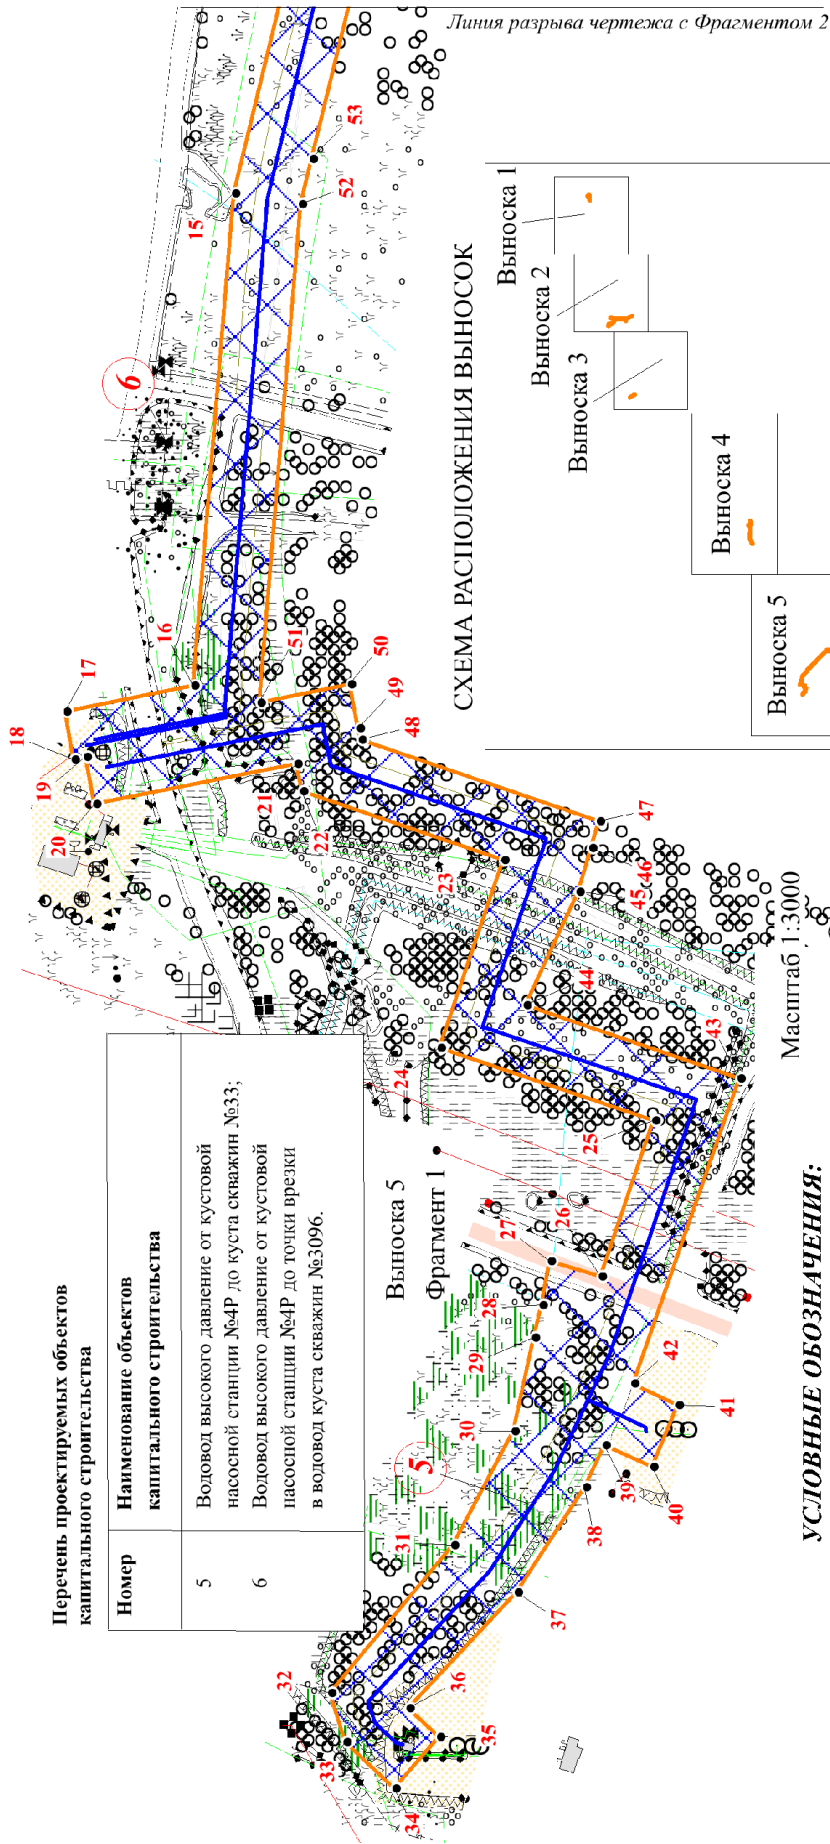 Линия разрыва чертежа с Фрагментом 2
Перечень проектируемых объектов
капитального строительства
Номер
Наименование объектов
капитального строительства
5
Водовод высокого давление от кустовой
насосной станции №4Р до куста скважин №33;
6
Водовод высокого давление от кустовой
насосной станции №4Р до точки врезки
в водовод куста скважин №3096.
Выноска 5
Фрагмент 1
СХЕМА РАСПОЛОЖЕНИЯ ВЫНОСОК
Выноска 1
Выноска 2
Выноска 3
Выноска 4
Выноска 5
Масштаб 1:3000
УСЛОВНЫЕ ОБОЗНАЧЕНИЯ:
5
6
15
16
17
18
19
20
21
22
23
24
25
26
27
28
29
30
31
32
33
34
35
36
37
38
39
40
41
42
43
44
45
46
47
48
49
50
51
52
53